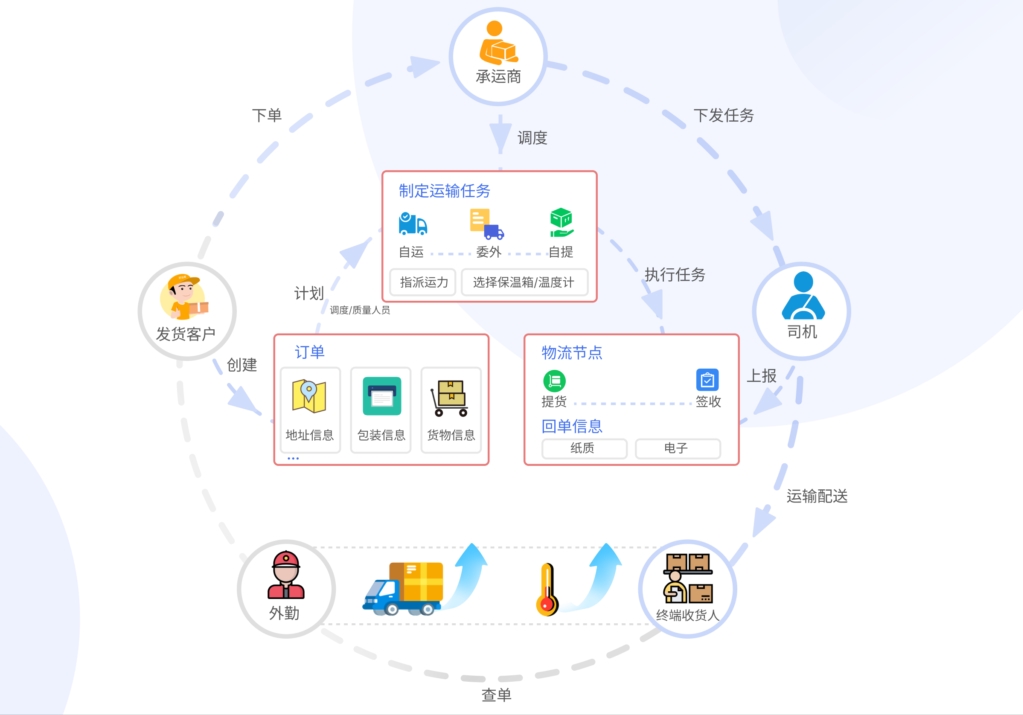 承运商
下单
下发任务
调度
制定运输任务
自运
委外
自提
指派运力
选择保温箱/温度计
计划
调度/质量人员
执行任务
发货客户
司机
创建
上报
订单
地址信息
包装信息
货物信息
...
物流节点
提货
签收
回单信息
纸质
电子
运输配送
外勤
终端收货人
查单